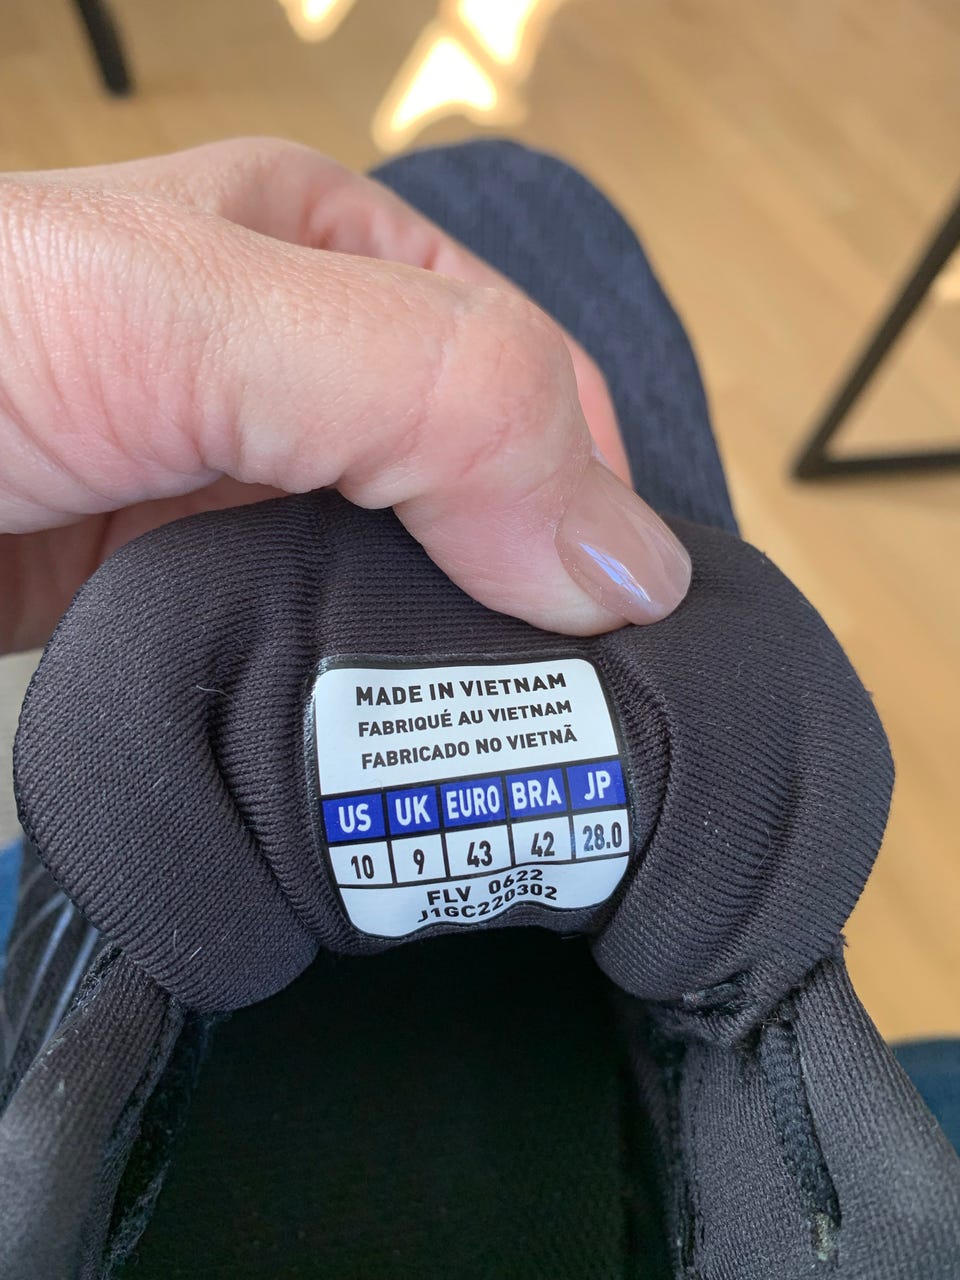 MADE IN VIETNAM
FABRIQUÉ AU VIETNAM
FABRICADO NO VIETNÃ
US UK EURO BRA JP
10 9 43 42 28.0
FLV 0622
J1GC220302